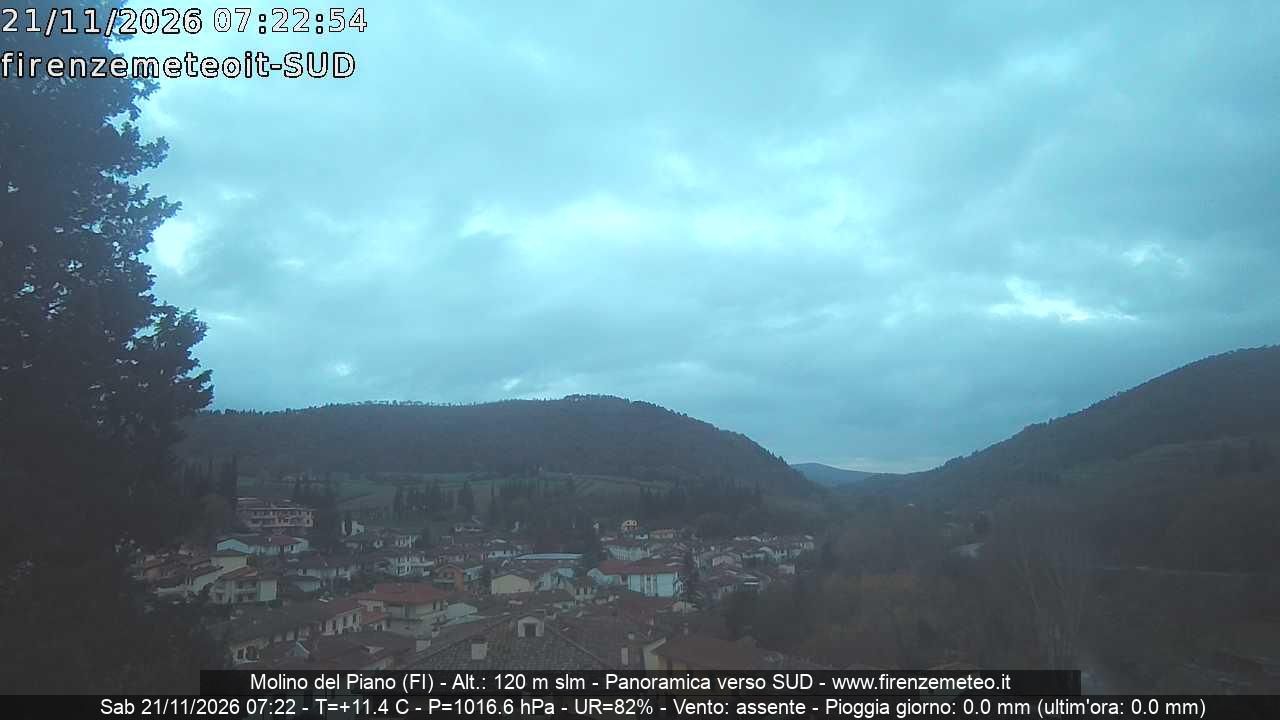 21/11/2026 07:22:54
firenzemeteoit-SUD
Molino del Piano (FI) - Alt.: 120 m slm - Panoramica verso SUD - www.firenzemeteo.it
Sab 21/11/2026 07:22 - T=+11.4 C - P=1016.6 hPa - UR=82% - Vento: assente - Pioggia giorno: 0.0 mm (ultim'ora: 0.0 mm)